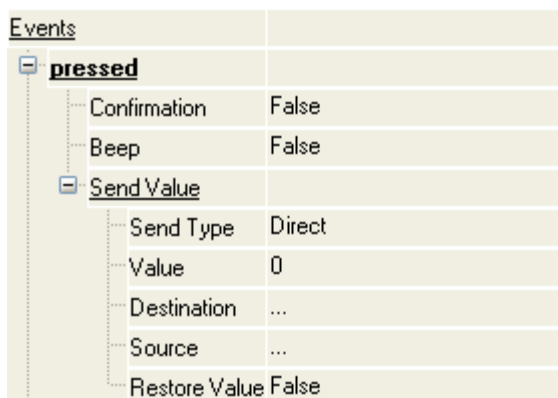 Events
pressed
Confirmation False
Beep False
Send Value
Send Type Direct
Value 0
Destination ...
Source ...
Restore Value False